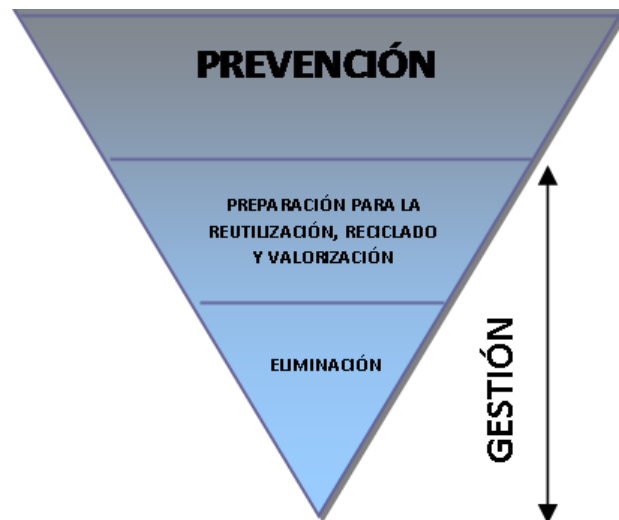 PREVENCIÓN
PREPARACIÓN PARA LA
REUTILIZACIÓN, RECICLADO
Y VALORIZACIÓN
ELIMINACIÓN
GESTIÓN